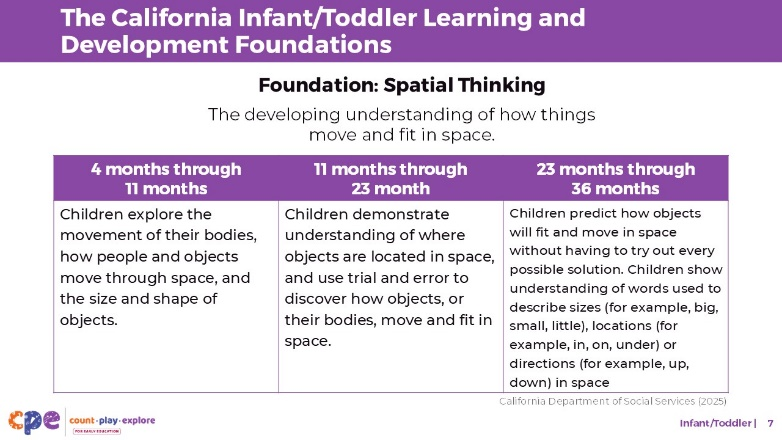 The California Infant/Toddler Learning and
Development Foundations
Foundation: Spatial Thinking
The developing understanding of how things
move and fit in space.
4 months through
11 months
11 months through
23 month
23 months through
36 months
Children explore the
movement of their bodies,
how people and objects
move through space, and
the size and shape of
objects.
Children demonstrate
understanding of where
objects are located in space,
and use trial and error to
discover how objects, or
their bodies, move and fit in
space.
Children predict how objects
will fit and move in space
without having to try out every
possible solution. Children show
understanding of words used to
describe sizes (for example, big,
small, little), locations (for
example, in, on, under) or
directions (for example, up,
down) in space
California Department of Social Services (2025)
cpe
count·play·explore
FOR EARLY EDUCATION
Infant/Toddler | 7